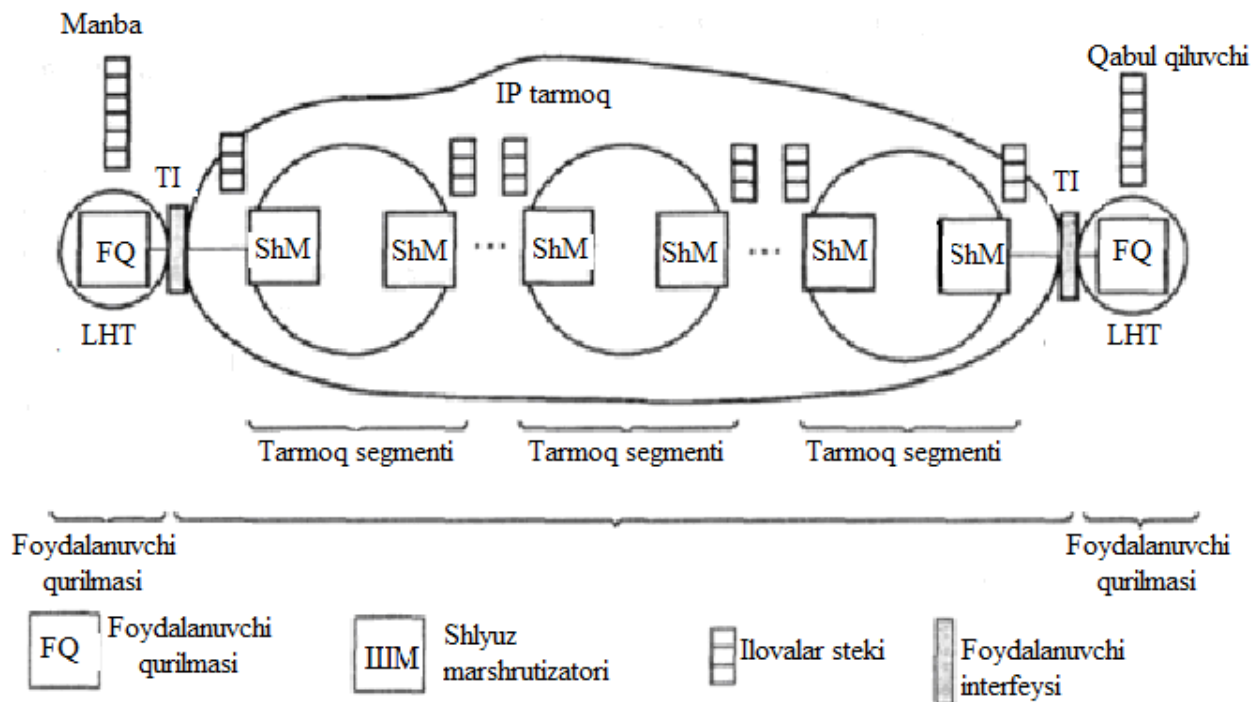 Manba
Qabul qiluvchi
IP tarmoq
TI
TI
FQ
ShM
ShM
ShM
ShM
ShM
ShM
FQ
LHT
LHT
Tarmoq segmenti
Tarmoq segmenti
Tarmoq segmenti
Foydalanuvchi
qurilmasi
Foydalanuvchi
qurilmasi
FQ
Foydalanuvchi
qurilmasi
ШМ
Shlyuz
marshrutizatori
Ilovalar steki
Foydalanuvchi
interfeysi